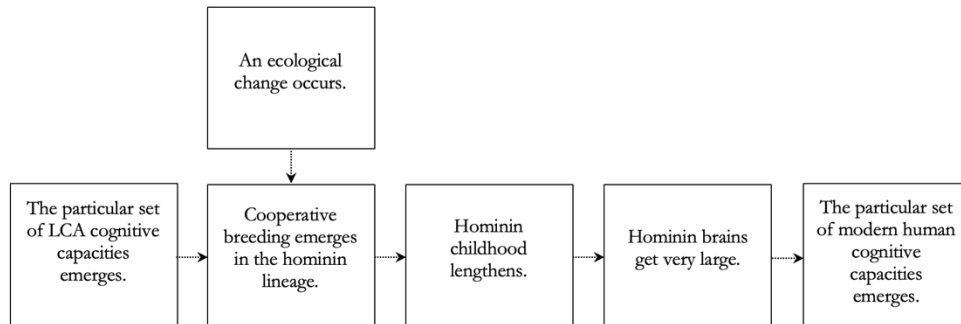 An ecological
change occurs.
The particular set
of LCA cognitive
capacities
emerges.
Cooperative
breeding emerges
in the hominin
lineage.
Hominin
childhood
lengthens.
Hominin brains
get very large.
The particular set
of modern human
cognitive
capacities
emerges.